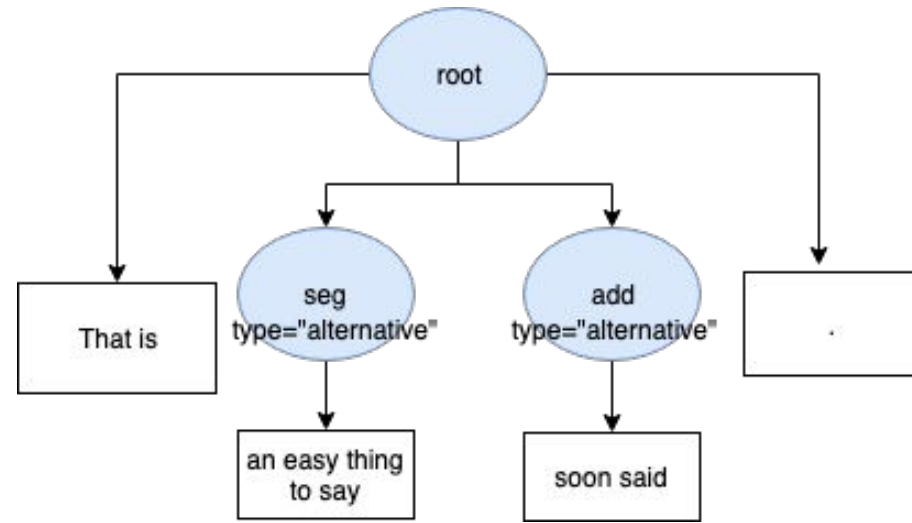 root
seg
type="alternative"
add
type="alternative"
That is
.
an easy thing
to say
soon said